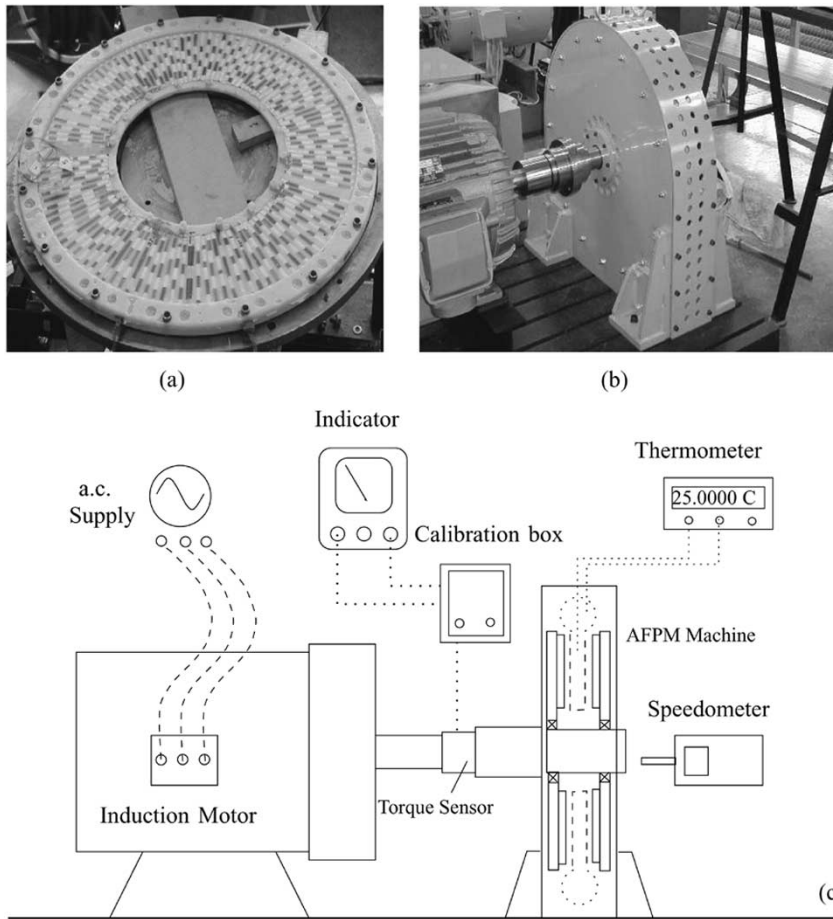 (a)
(b)
Indicator
a.c.
Supply
Thermometer
25.0000 C
Calibration box
AFPM Machine
Speedometer
Torque Sensor
Induction Motor
(c